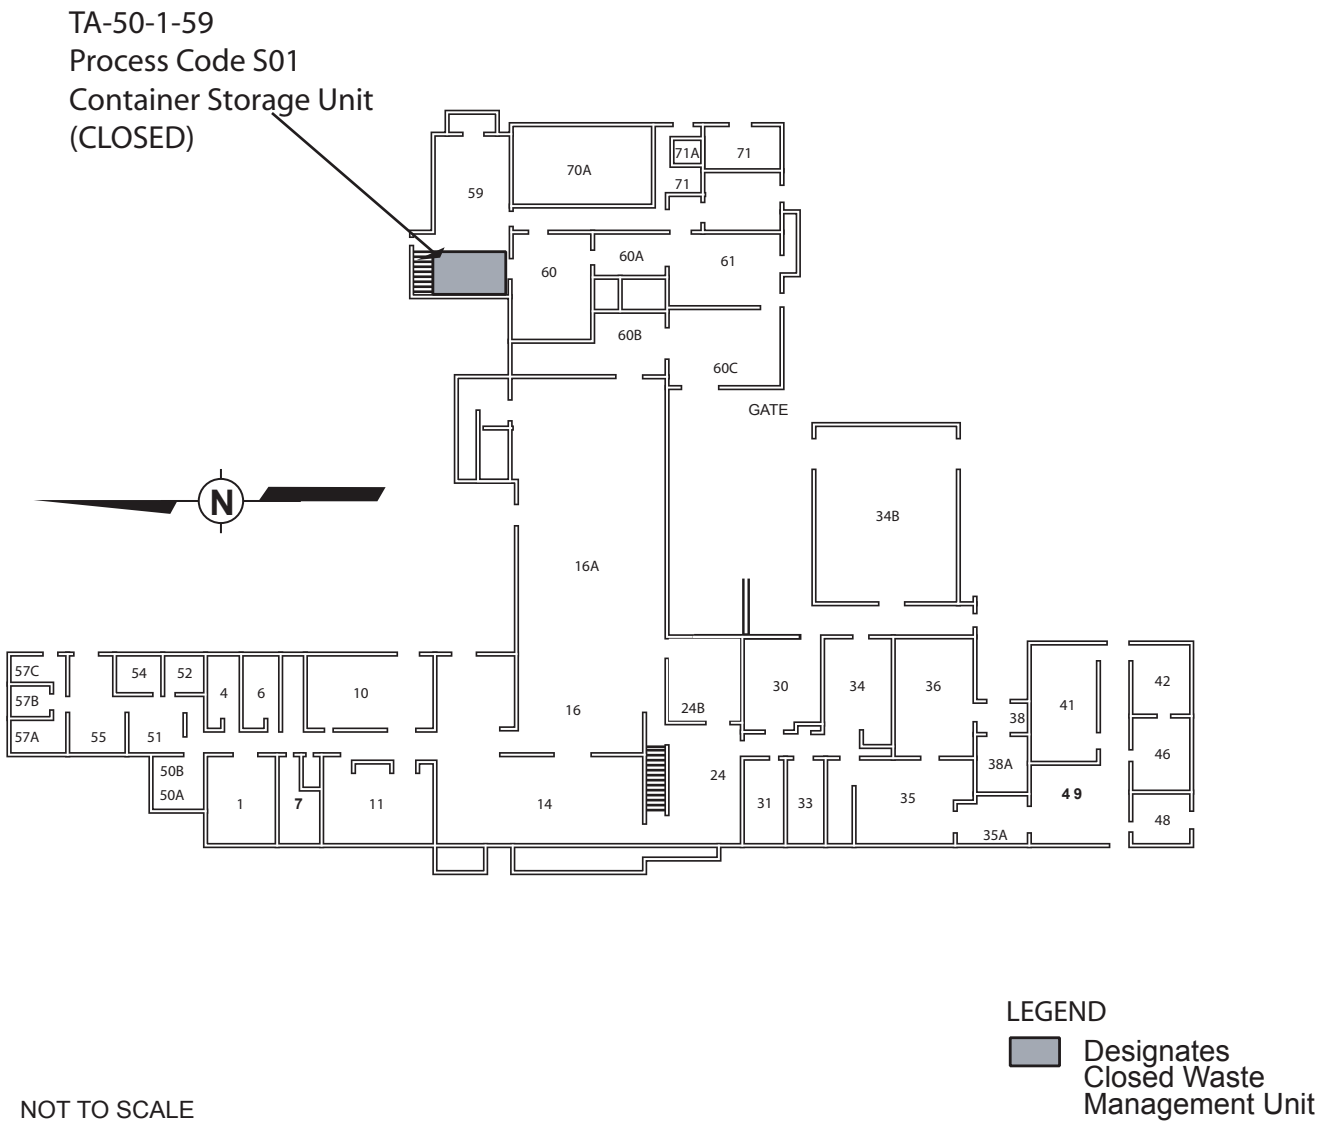 TA-50-1-59
Process Code S01
Container Storage Unit
(CLOSED)
71A
71
70A
71
59
60A
61
60
60B
60C
GATE
N
34B
16A
57C
54
52
4
6
10
30
34
36
42
57B
24B
16
41
38
57A
55
51
46
50B
24
38A
50A
1
7
11
14
31
33
35
49
48
35A
LEGEND
Designates
Closed Waste
Management Unit
NOT TO SCALE